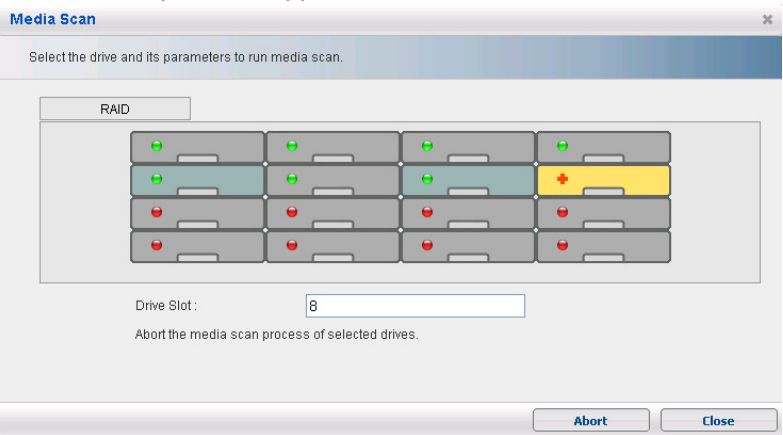 Media Scan
Select the drive and its parameters to run media scan.
RAID
Drive Slot :
8
Abort the media scan process of selected drives.
Abort
Close